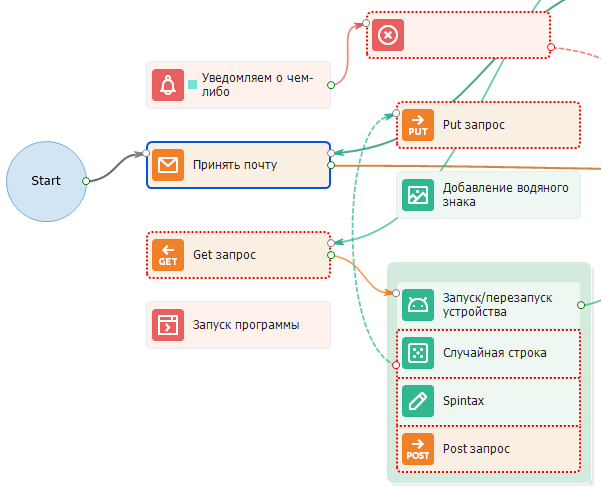 Уведомляем о чем-
либо
PUT
Put запрос
Start
Принять почту
Добавление водяного
знака
GET
Get запрос
Запуск/перезапуск
устройства
Запуск программы
Случайная строка
Spintax
POST
Post запрос